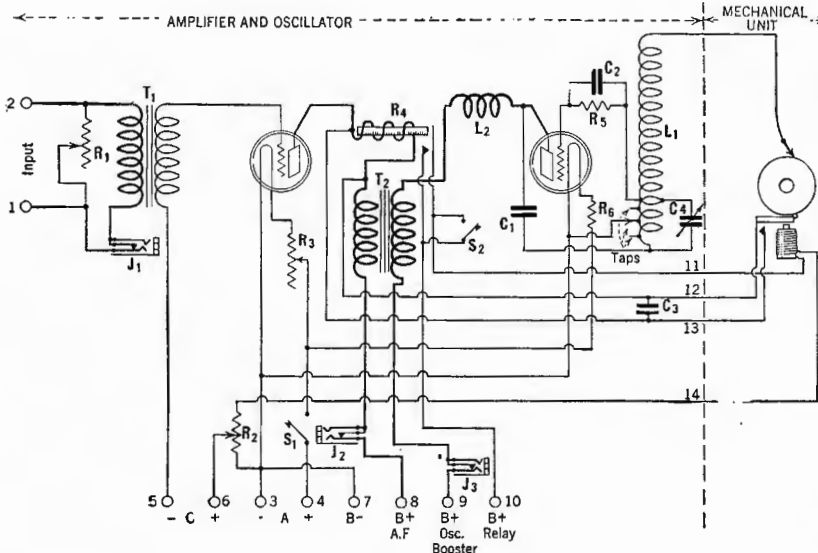 AMPLIFIER AND OSCILLATOR
MECHANICAL
UNIT
2
T1
R1
Input
1
J1
R4
L2
C2
R5
L1
T2
R3
C1
S2
R6
C4
Taps
11
12
C3
13
14
R2
S1
J2
J3
5 6 3 4 7 8 9 10
- C + - A + B- B+ B+ B+
A.F Osc. Relay
Booster